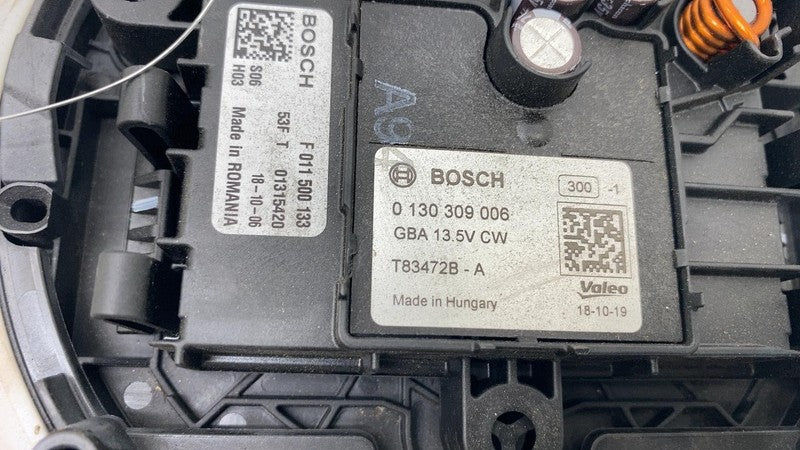 BOSCH
F 011 500 133
53F T 01315420
18-10-06
Made in ROMANIA
S06
H03
A9
BOSCH
300 -1
0 130 309 006
GBA 13.5V CW
T83472B - A
Valeo
Made in Hungary
18-10-19